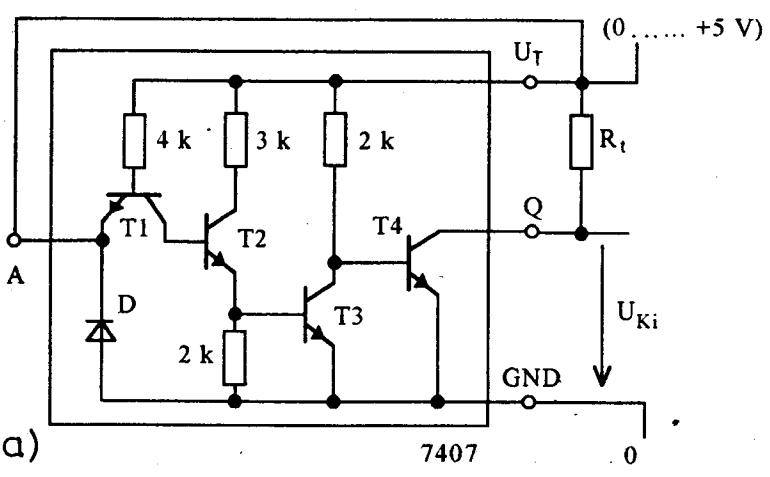 (0 ...... +5 V)
U_T
4 k
3 k
2 k
R_t
T1
T2
T4
Q
A
D
T3
U_Ki
2 k
GND
a)
7407
0